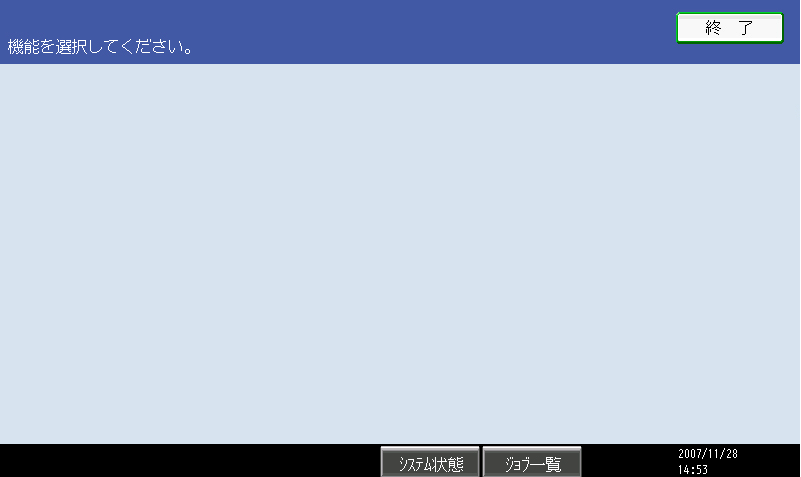 終　了
機能を選択してください。
ｼｽﾃﾑ状態
ｼﾞｮﾌﾞ一覧
2007/11/28
14:53